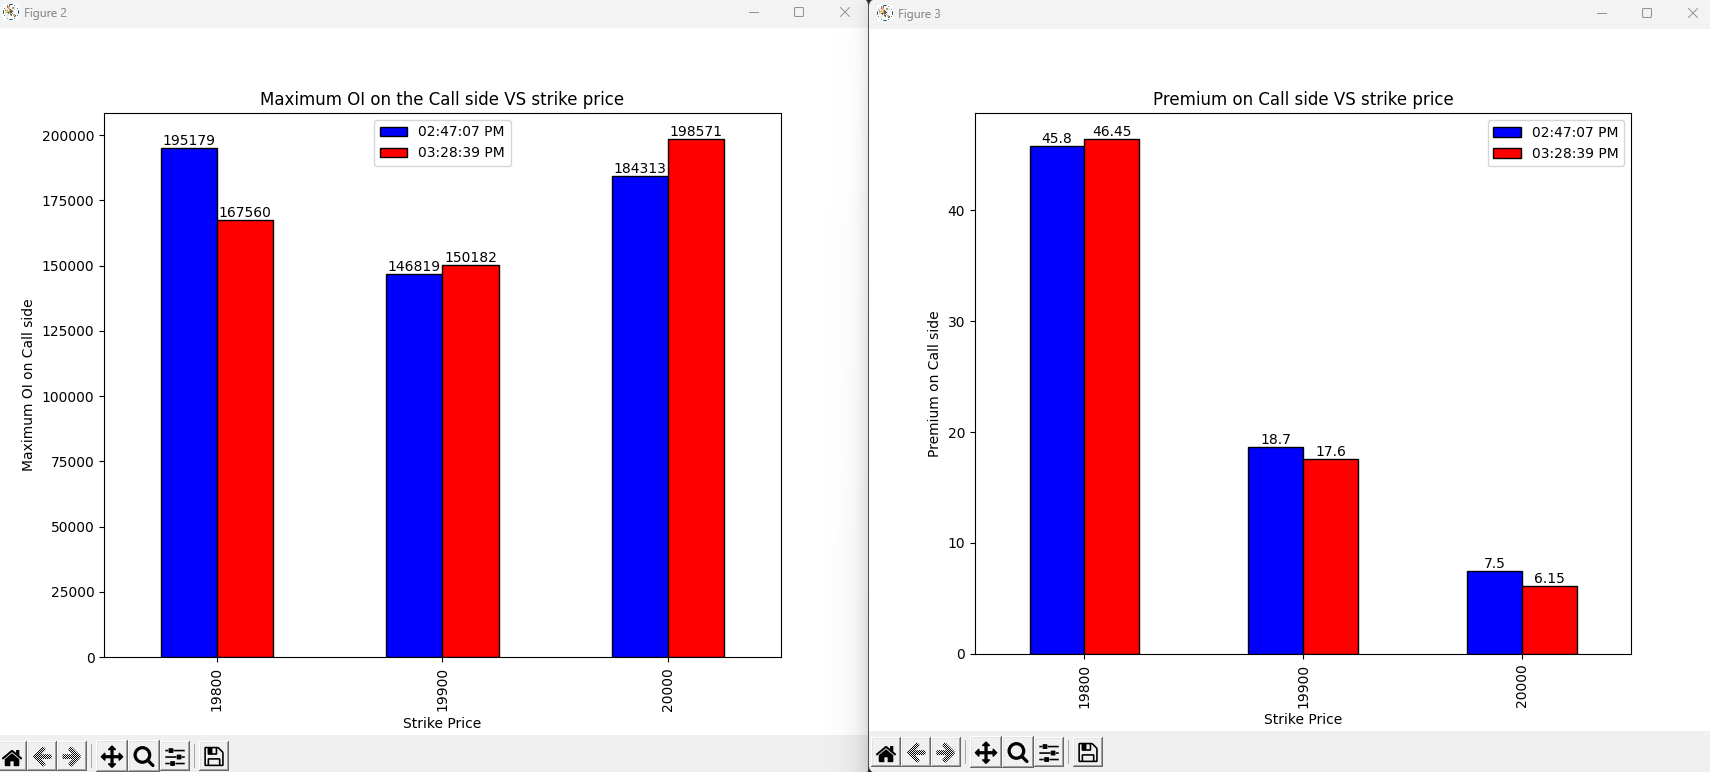 Figure 2
Maximum OI on the Call side VS strike price
02:47:07 PM
03:28:39 PM
195179
167560
146819
150182
184313
198571
200000
175000
150000
125000
100000
75000
50000
25000
0
Maximum OI on Call side
19800
19900
20000
Strike Price
Figure 3
Premium on Call side VS strike price
02:47:07 PM
03:28:39 PM
45.8
46.45
18.7
17.6
7.5
6.15
40
30
20
10
0
Premium on Call side
19800
19900
20000
Strike Price